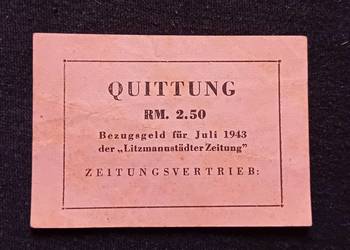 QUITTUNG
RM. 2.50
Bezugsgeld für Juli 1943
der „Litzmannstädter Zeitung"
ZEITUNGSVERTRIEB: